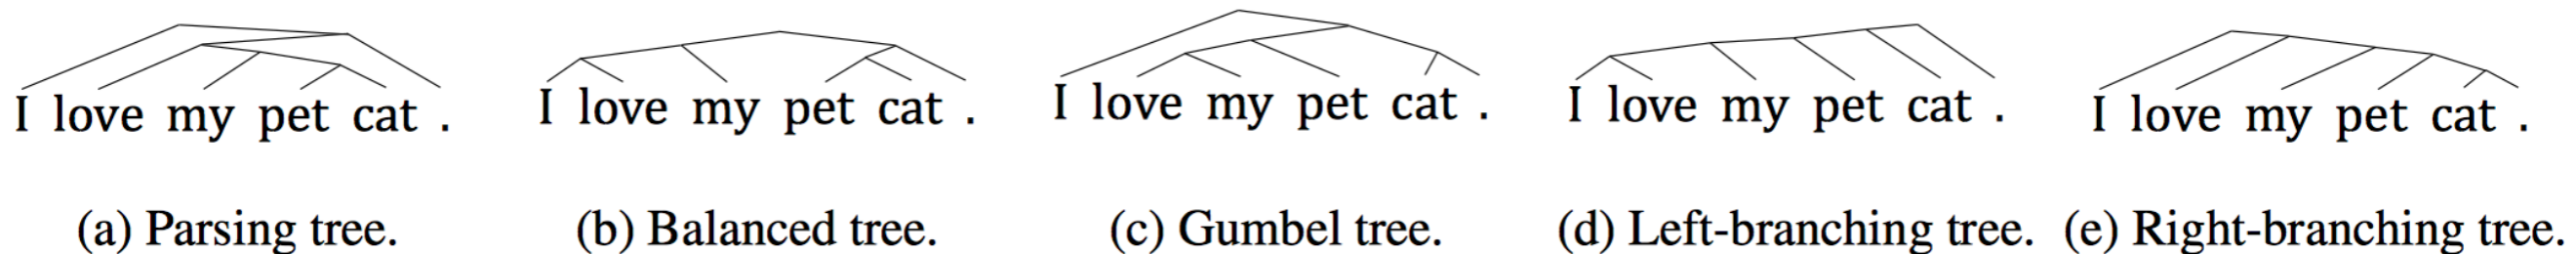 I love my pet cat . I love my pet cat . I love my pet cat . I love my pet cat . I love my pet cat .
(a) Parsing tree. (b) Balanced tree. (c) Gumbel tree. (d) Left-branching tree. (e) Right-branching tree.